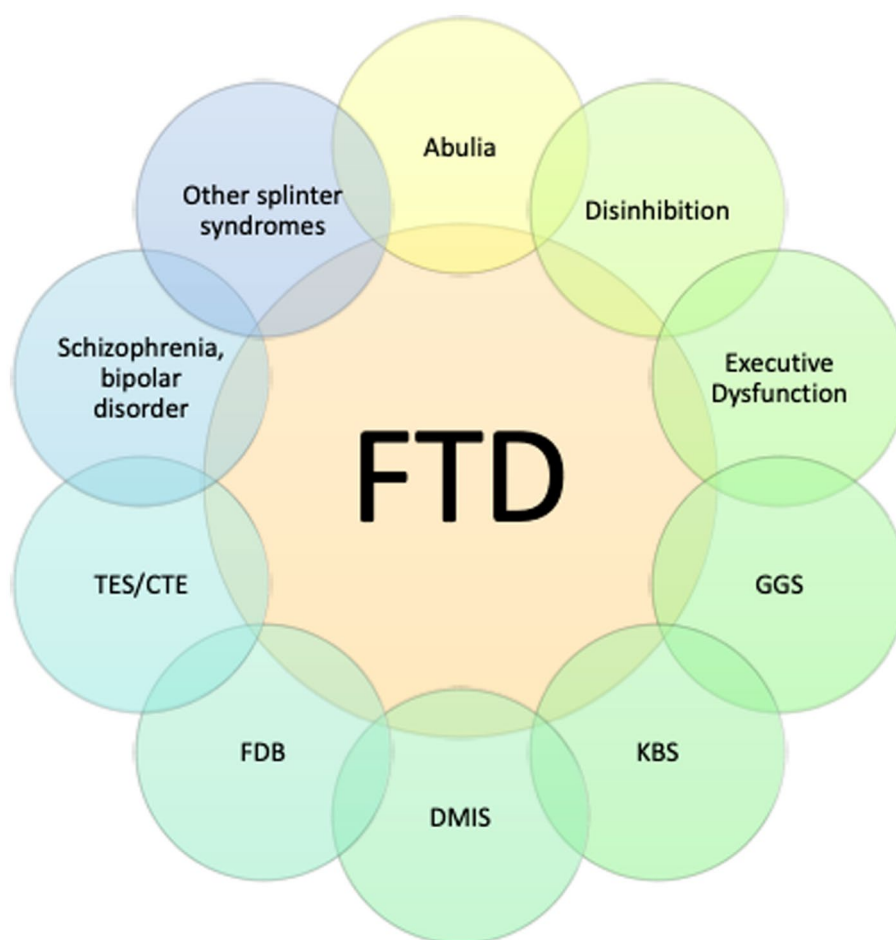 Abulia
Disinhibition
Executive
Dysfunction
GGS
KBS
DMIS
FDB
TES/CTE
Schizophrenia,
bipolar
disorder
Other splinter
syndromes
FTD